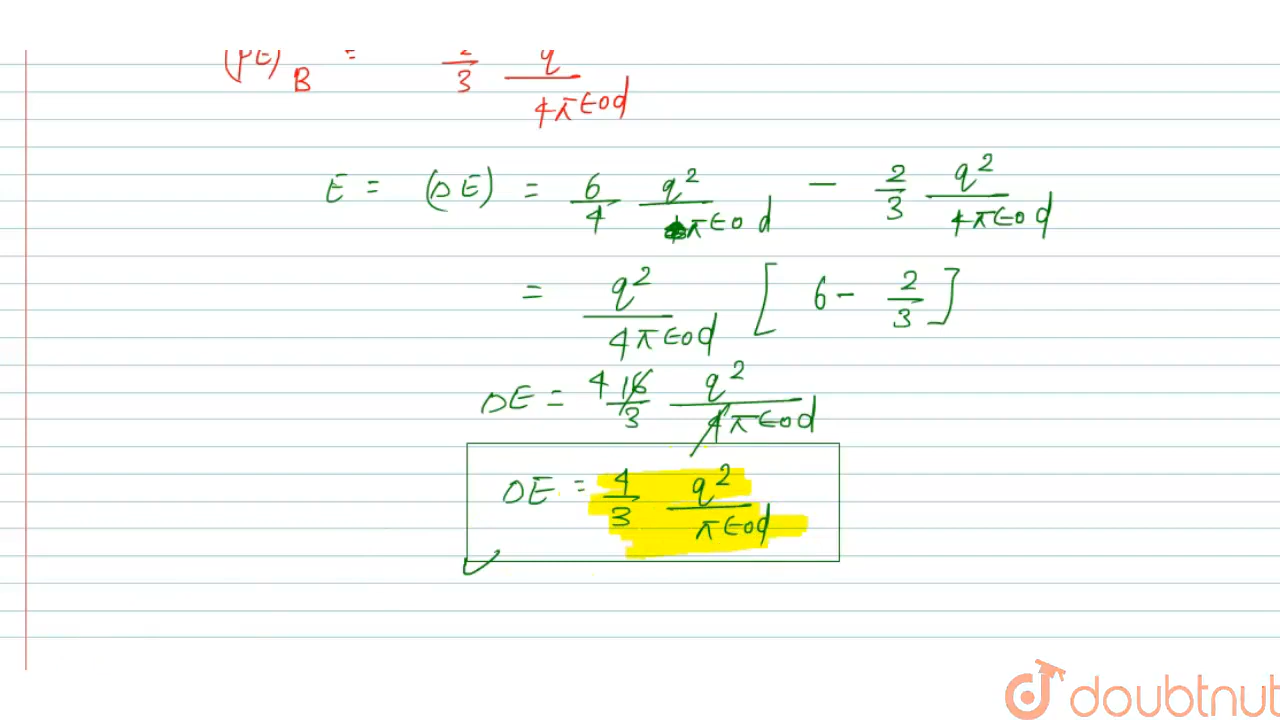 (PE)B = 2/3 q/4πε0d
E = (ΔE) = 6/4 q²/πε0d − 2/3 q²/4πε0d
= q²/4πε0d [ 6 − 2/3 ]
ΔE = 4 16/3 q²/4πε0d
ΔE = 4/3 q²/πε0d
doubtnut